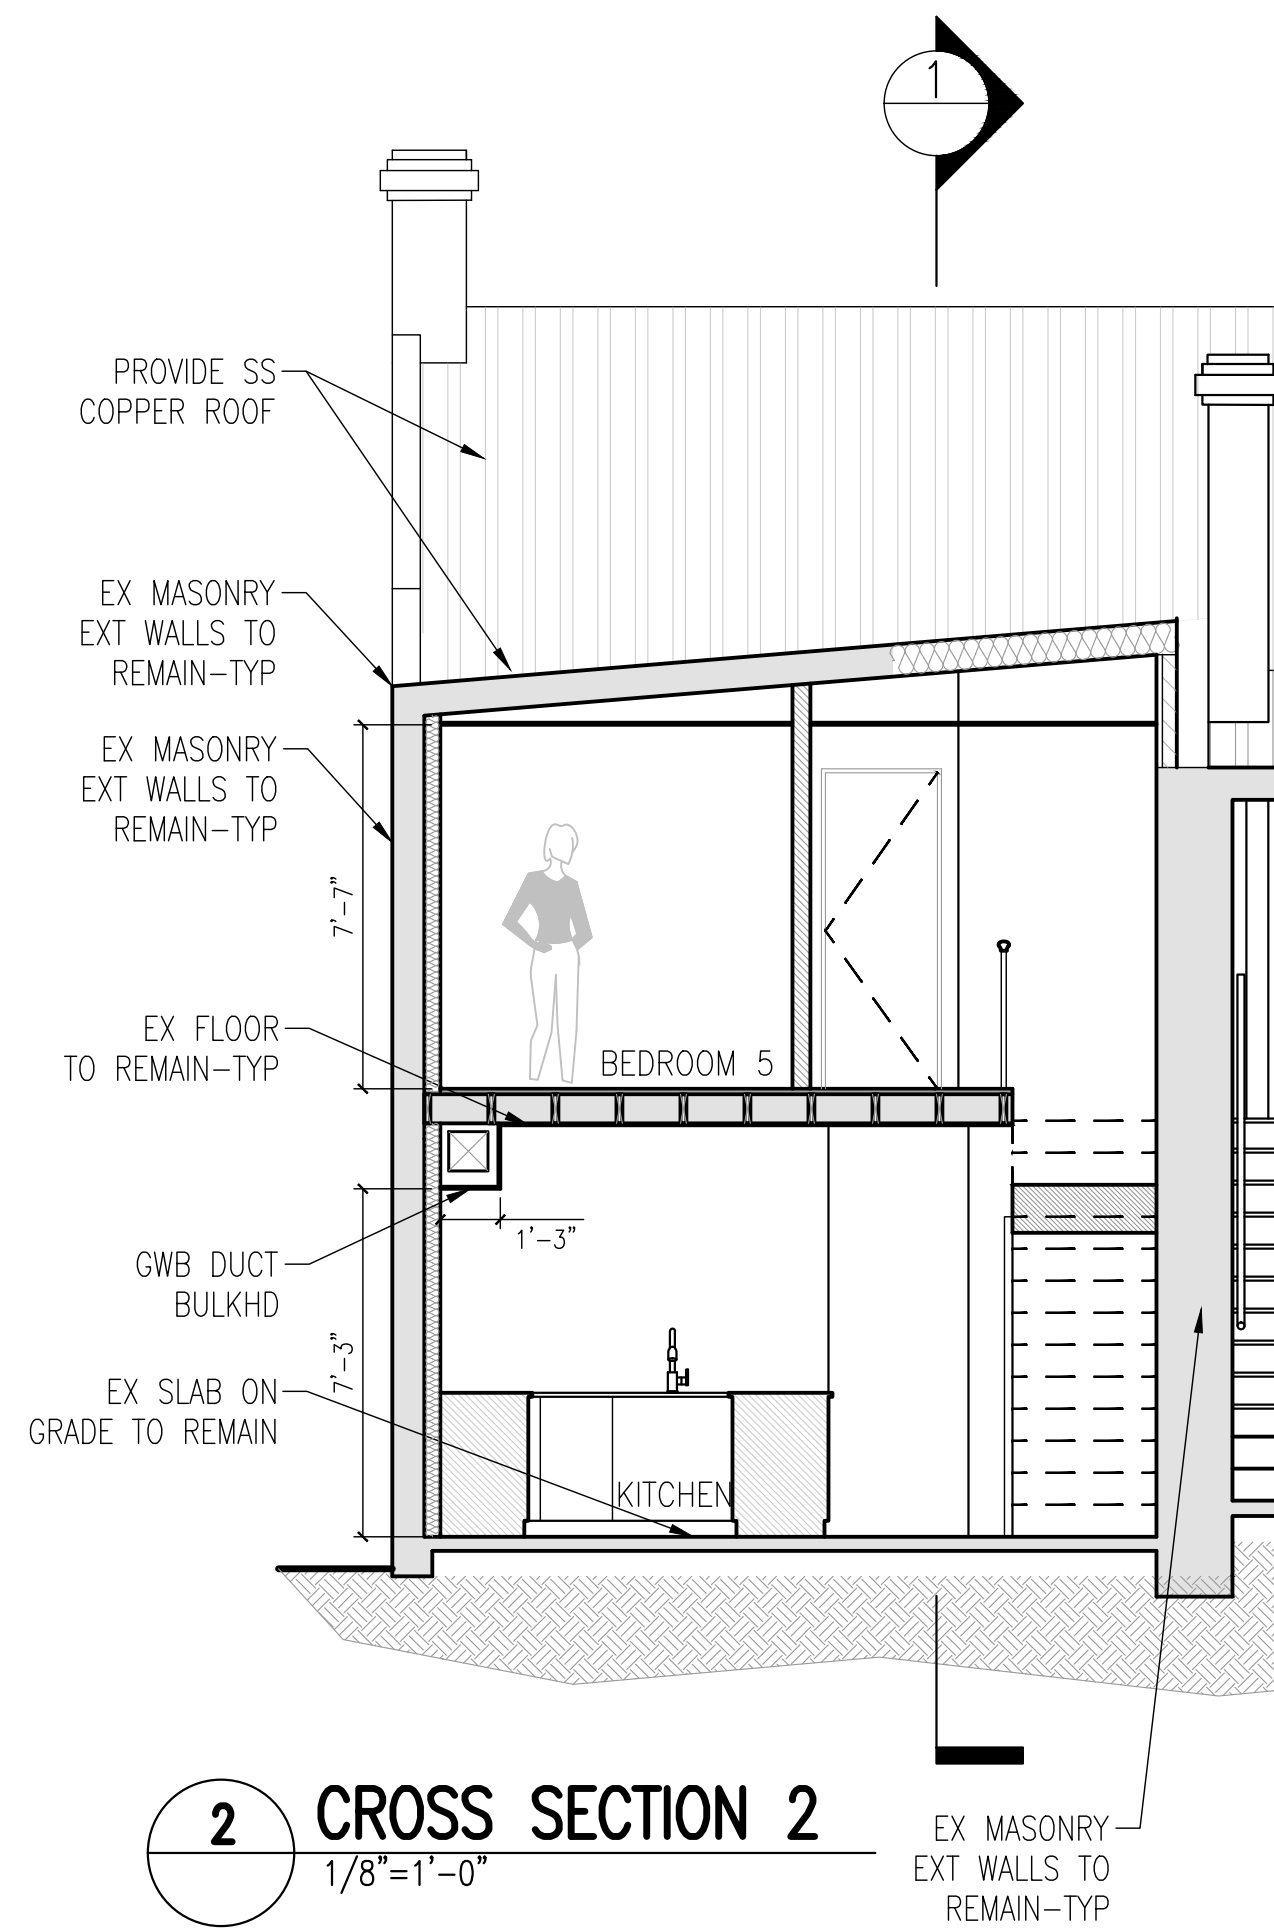 1
PROVIDE SS
COPPER ROOF
EX MASONRY
EXT WALLS TO
REMAIN-TYP
EX MASONRY
EXT WALLS TO
REMAIN-TYP
7'-7"
EX FLOOR
TO REMAIN-TYP
BEDROOM 5
1'-3"
GWB DUCT
BULKHD
7'-3"
EX SLAB ON
GRADE TO REMAIN
KITCHEN
2
CROSS SECTION 2
1/8"=1'-0"
EX MASONRY
EXT WALLS TO
REMAIN-TYP